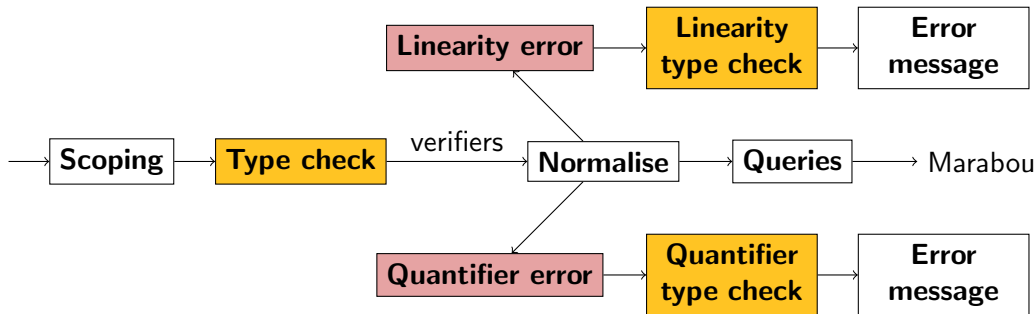 Linearity error
Linearity
type check
Error
message
Scoping
Type check
verifiers
Normalise
Queries
Marabou
Quantifier error
Quantifier
type check
Error
message